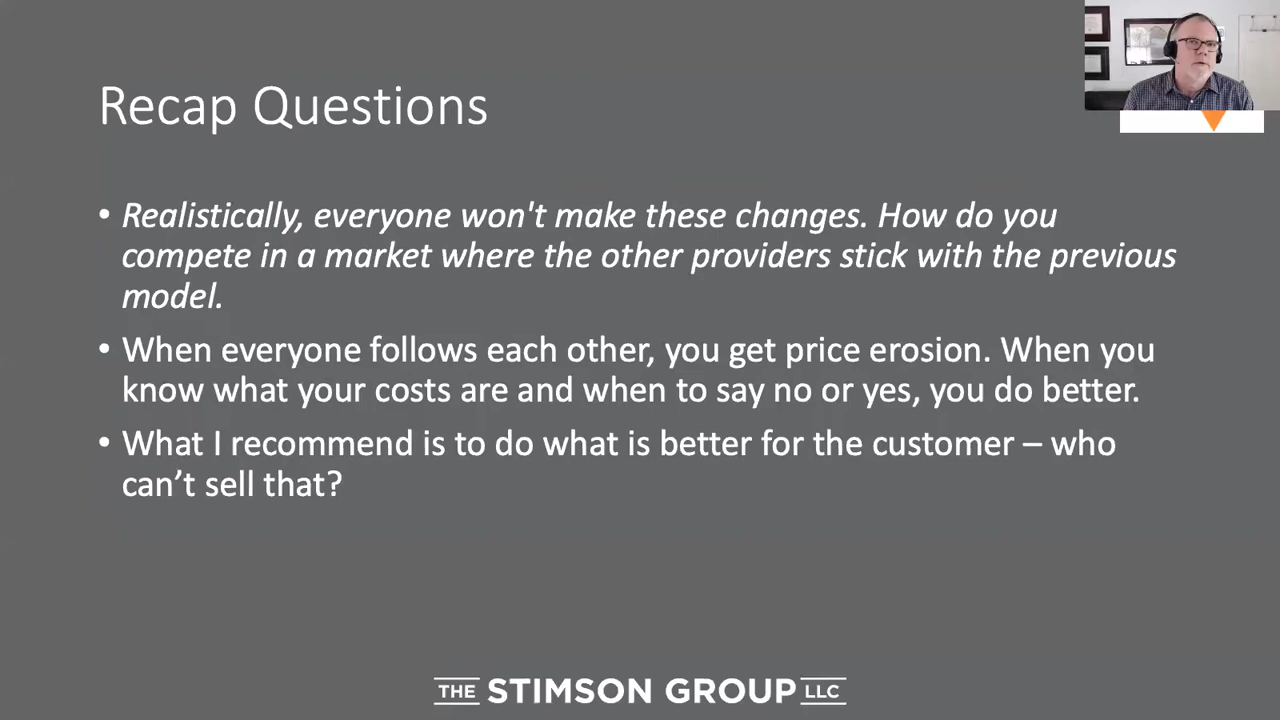 Recap Questions
• Realistically, everyone won't make these changes. How do you
compete in a market where the other providers stick with the previous
model.
• When everyone follows each other, you get price erosion. When you
know what your costs are and when to say no or yes, you do better.
• What I recommend is to do what is better for the customer – who
can’t sell that?
THE STIMSON GROUP LLC